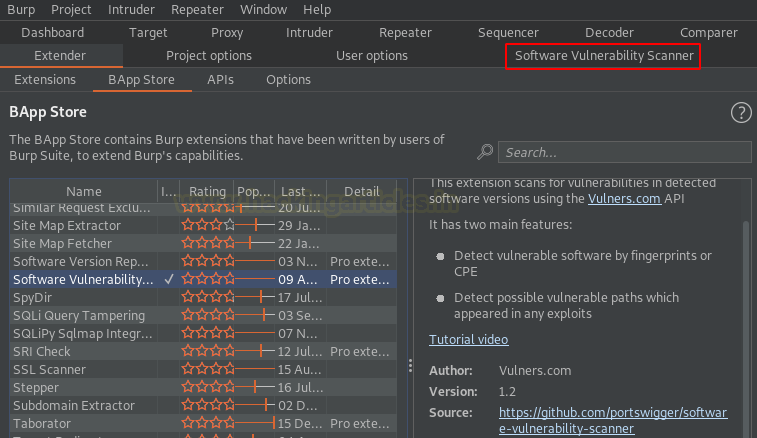 Burp Project Intruder Repeater Window Help
Dashboard Target Proxy Intruder Repeater Sequencer Decoder Comparer
Extender Project options User options Software Vulnerability Scanner
Extensions BApp Store APIs Options
BApp Store
?
The BApp Store contains Burp extensions that have been written by users of
Burp Suite, to extend Burp's capabilities.
Search...
Name I... Rating Pop... Last ... Detail
Similar Request Exclu... 20 Ju...
Site Map Extractor 29 Ja...
Site Map Fetcher 22 Ja...
Software Version Rep... 03 N... Pro exte...
Software Vulnerability... 09 A... Pro exte...
SpyDir 17 Jul...
SQLi Query Tampering 03 Se...
SQLiPy Sqlmap Integr... 07 N...
SRI Check 12 Jul... Pro exte...
SSL Scanner 15 Au...
Stepper 16 Jul...
Subdomain Extractor 02 D...
Taborator 15 De... Pro exte...
This extension scans for vulnerabilities in detected
software versions using the Vulners.com API
It has two main features:
Detect vulnerable software by fingerprints or
CPE
Detect possible vulnerable paths which
appeared in any exploits
Tutorial video
Author: Vulners.com
Version: 1.2
Source: https://github.com/portswigger/softwar
e-vulnerability-scanner